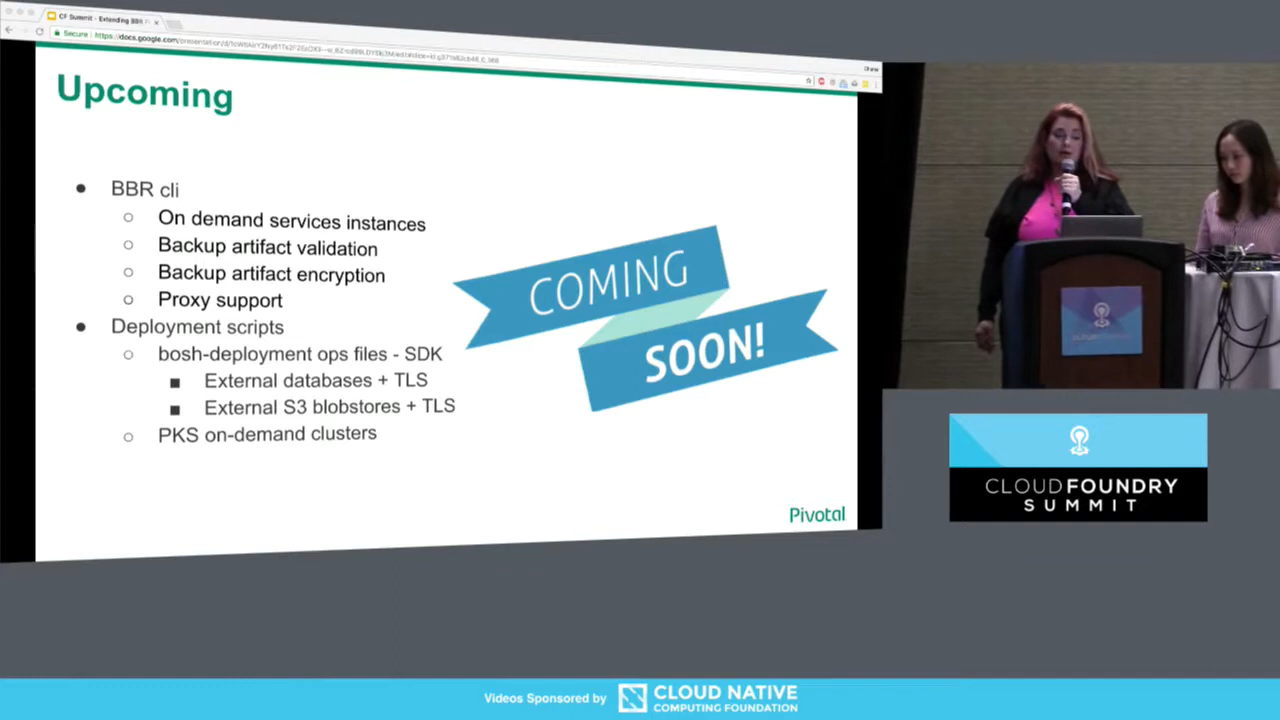 CF Summit - Extending BBR
Secure
Upcoming
BBR cli
On demand services instances
Backup artifact validation
Backup artifact encryption
Proxy support
Deployment scripts
bosh-deployment ops files - SDK
External databases + TLS
External S3 blobstores + TLS
PKS on-demand clusters
COMING
SOON!
Pivotal
CLOUD FOUNDRY
SUMMIT
Videos Sponsored by
CLOUD NATIVE
COMPUTING FOUNDATION